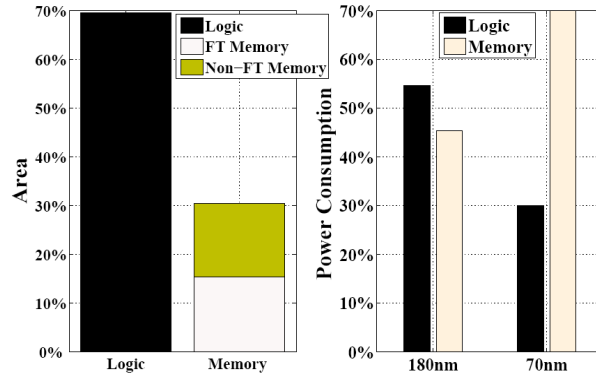 70%
60%
50%
40%
30%
20%
10%
0%
Area
Logic
FT Memory
Non-FT Memory
Logic
Memory
70%
60%
50%
40%
30%
20%
10%
0%
Power Consumption
Logic
Memory
180nm
70nm